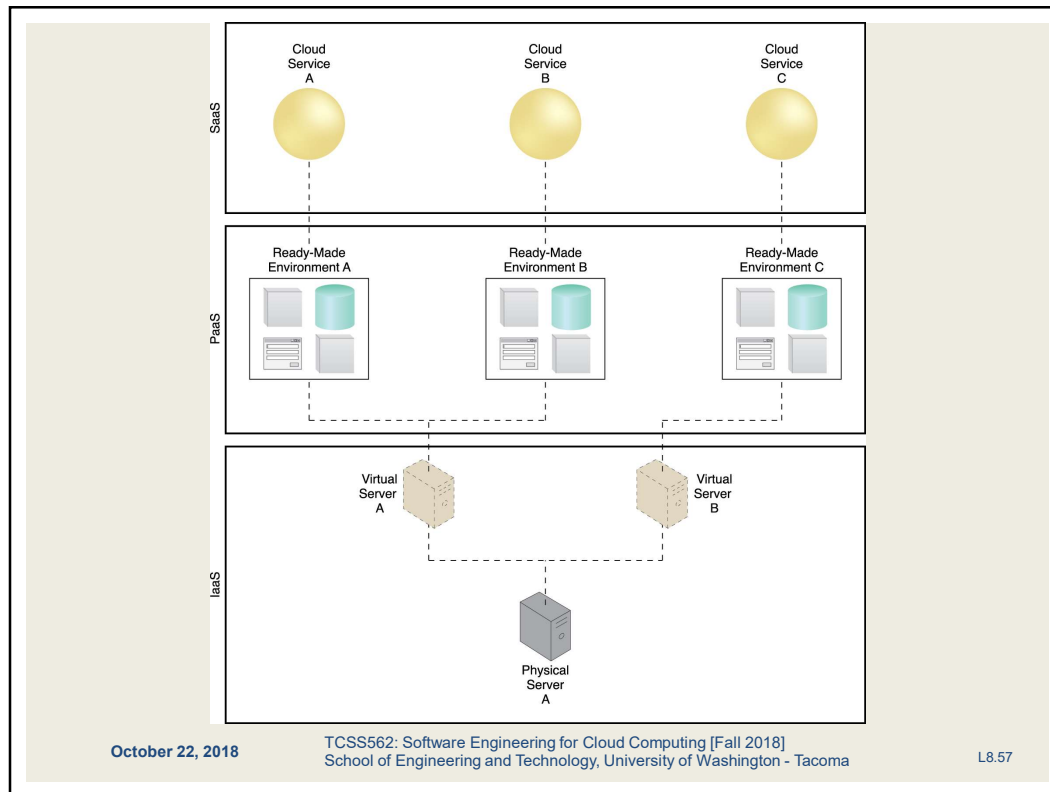 Cloud
Service
A
Cloud
Service
B
Cloud
Service
C
SaaS
Ready-Made
Environment A
Ready-Made
Environment B
Ready-Made
Environment C
PaaS
Virtual
Server
A
Virtual
Server
B
IaaS
Physical
Server
A
October 22, 2018
TCSS562: Software Engineering for Cloud Computing [Fall 2018]
School of Engineering and Technology, University of Washington - Tacoma
L8.57